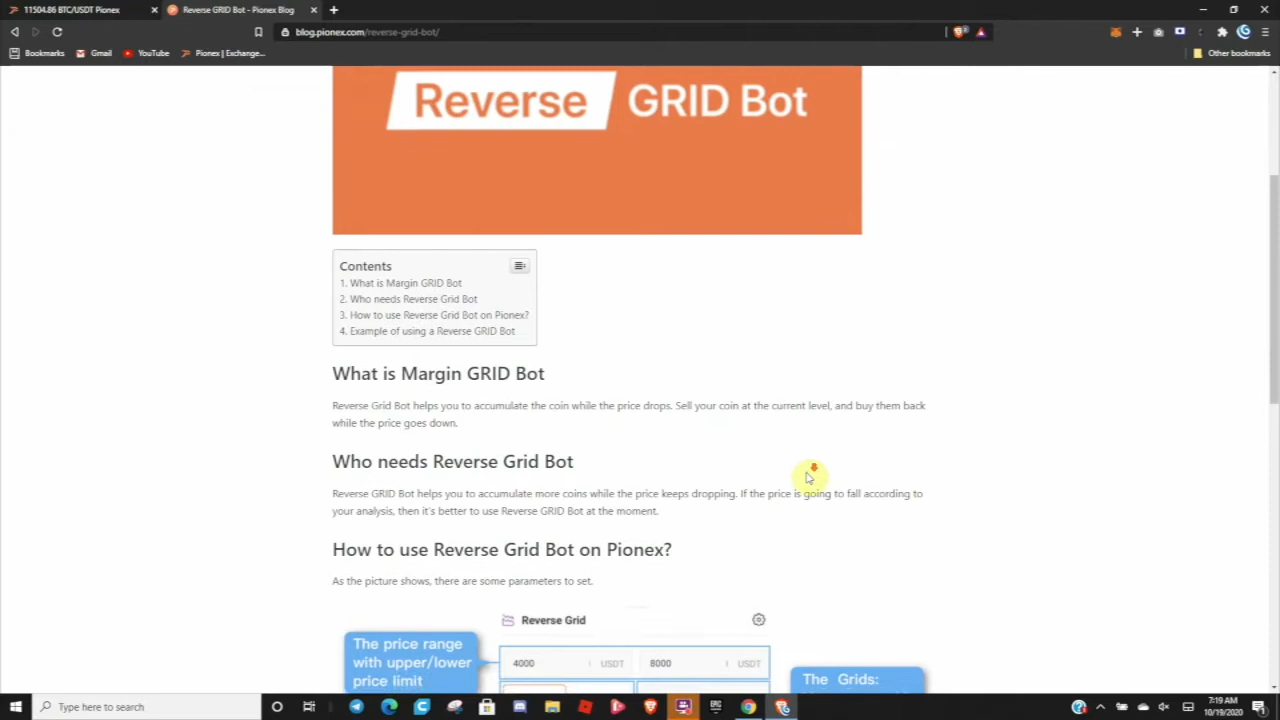 11504.86 BTC/USDT Pionex
Reverse GRID Bot - Pionex Blog
blog.pionex.com/reverse-grid-bot/
Bookmarks
Gmail
YouTube
Pionex | Exchange...
Other bookmarks
Reverse GRID Bot
Contents
1. What is Margin GRID Bot
2. Who needs Reverse Grid Bot
3. How to use Reverse Grid Bot on Pionex?
4. Example of using a Reverse GRID Bot
What is Margin GRID Bot
Reverse Grid Bot helps you to accumulate the coin while the price drops. Sell your coin at the current level, and buy them back
while the price goes down.
Who needs Reverse Grid Bot
Reverse GRID Bot helps you to accumulate more coins while the price keeps dropping. If the price is going to fall according to
your analysis, then it's better to use Reverse GRID Bot at the moment.
How to use Reverse Grid Bot on Pionex?
As the picture shows, there are some parameters to set.
Reverse Grid
The price range
with upper/lower
price limit
4000 USDT
8000 USDT
The Grids:
Type here to search
7:19 AM
10/19/2020